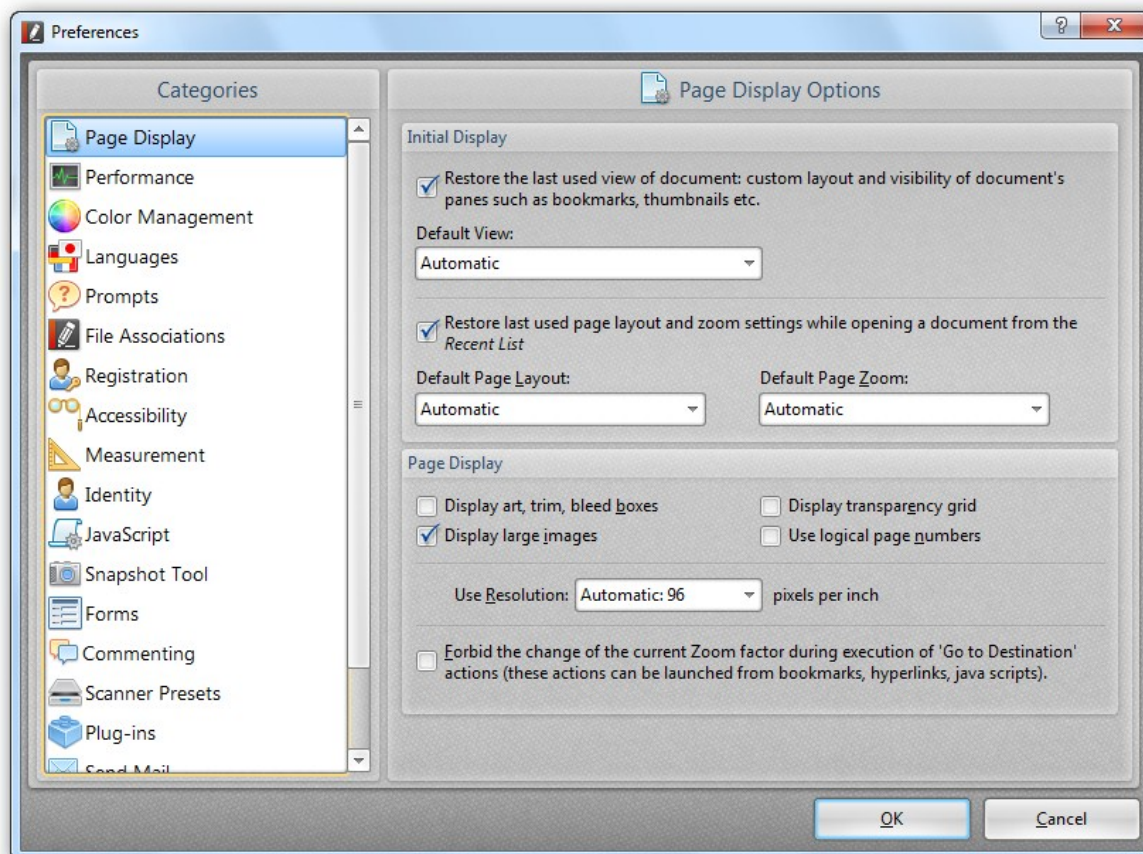 Preferences
Categories
Page Display
Performance
Color Management
Languages
Prompts
File Associations
Registration
Accessibility
Measurement
Identity
JavaScript
Snapshot Tool
Forms
Commenting
Scanner Presets
Plug-ins
Send Mail
Page Display Options
Initial Display
Restore the last used view of document: custom layout and visibility of document's
panes such as bookmarks, thumbnails etc.
Default View:
Automatic
Restore last used page layout and zoom settings while opening a document from the
Recent List
Default Page Layout: Default Page Zoom:
Automatic Automatic
Page Display
Display art, trim, bleed boxes Display transparency grid
Display large images Use logical page numbers
Use Resolution: Automatic: 96 pixels per inch
Forbid the change of the current Zoom factor during execution of 'Go to Destination'
actions (these actions can be launched from bookmarks, hyperlinks, java scripts).
OK Cancel